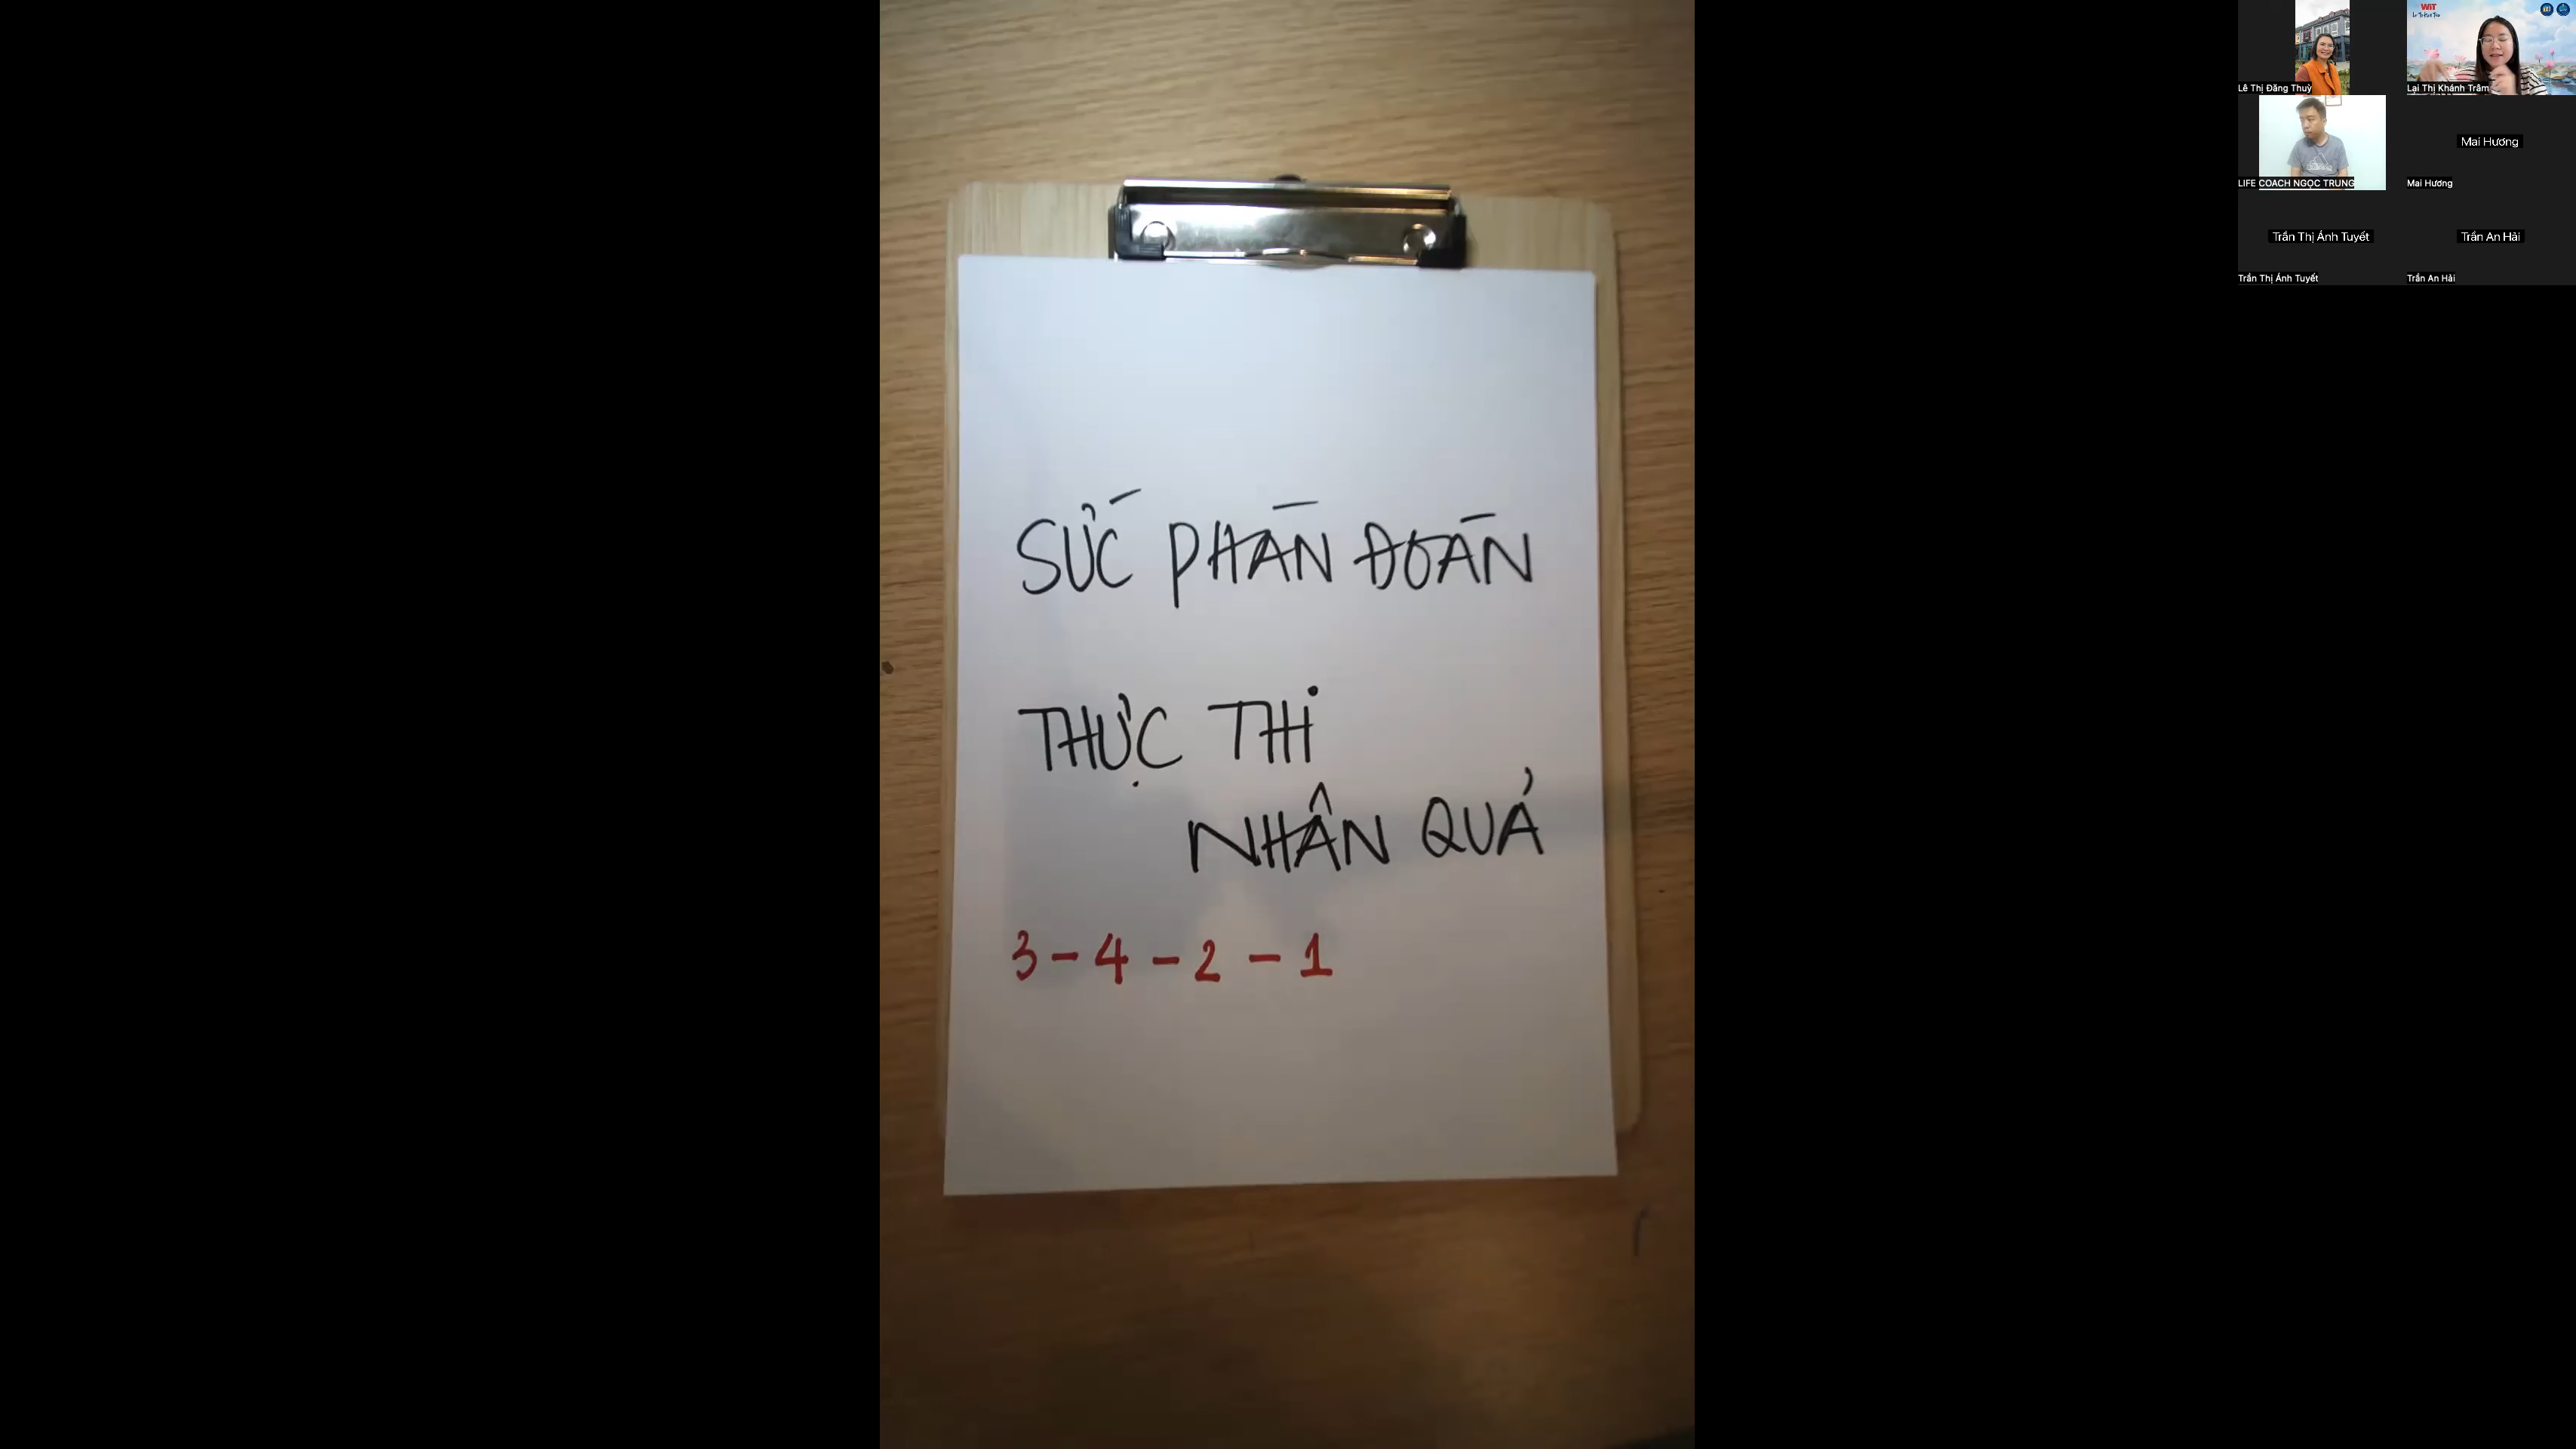 SỨC PHÁN ĐOÁN
THỰC THI
NHÂN QUẢ
3 - 4 - 2 - 1
Lê Thị Đăng Thuỳ
WiT
Lại Thị Khánh Trâm
LIFE COACH NGỌC TRUNG
Mai Hương
Mai Hương
Trần Thị Ánh Tuyết
Trần Thị Ánh Tuyết
Trần An Hải
Trần An Hải